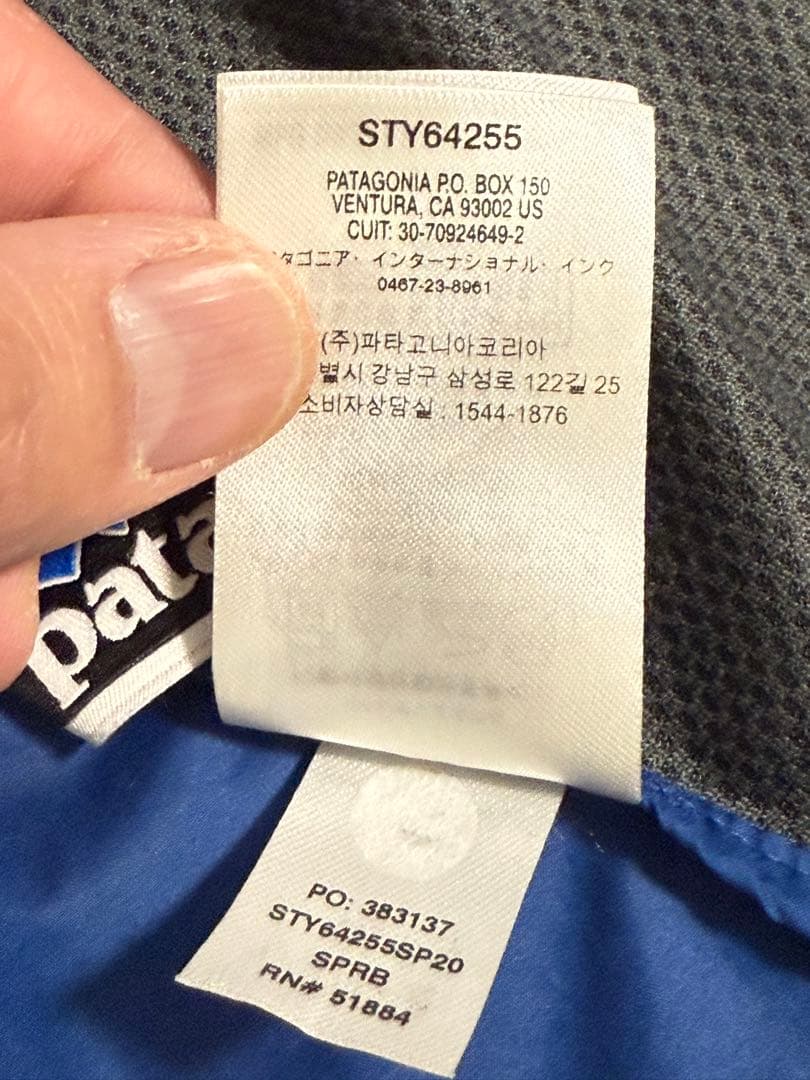 STY64255
PATAGONIA P.O. BOX 150
VENTURA, CA 93002 US
CUIT: 30-70924649-2
タゴニア・インターナショナル・インク
0467-23-8961
(주)파타고니아코리아
별시 강남구 삼성로 122길 25
소비자상담실 : 1544-1876
pata
PO: 383137
STY64255SP20
SPRB
RN# 51884